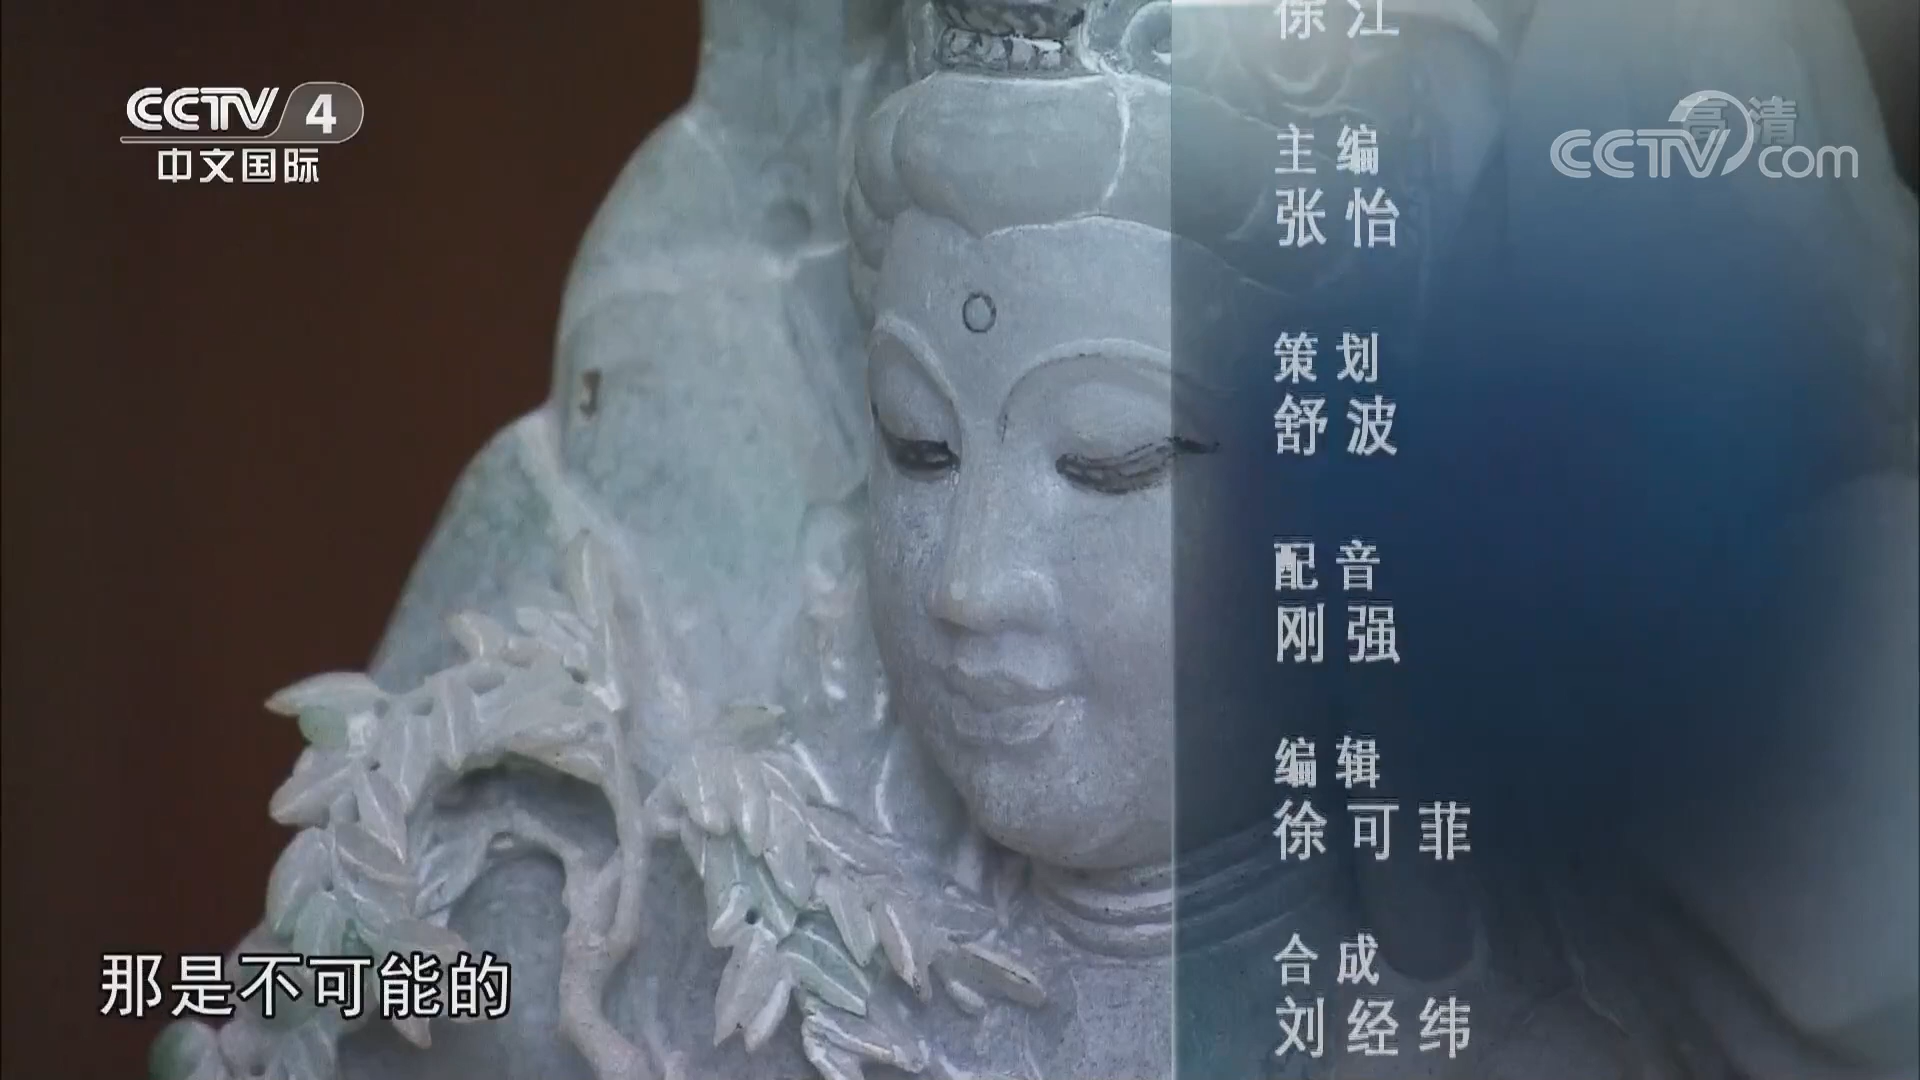 CCTV 4
中文国际
高清
CCTV com
徐 江
主 编
张 怡
策 划
舒 波
配 音
刚 强
编 辑
徐 可 菲
合 成
刘 经 纬
那是不可能的